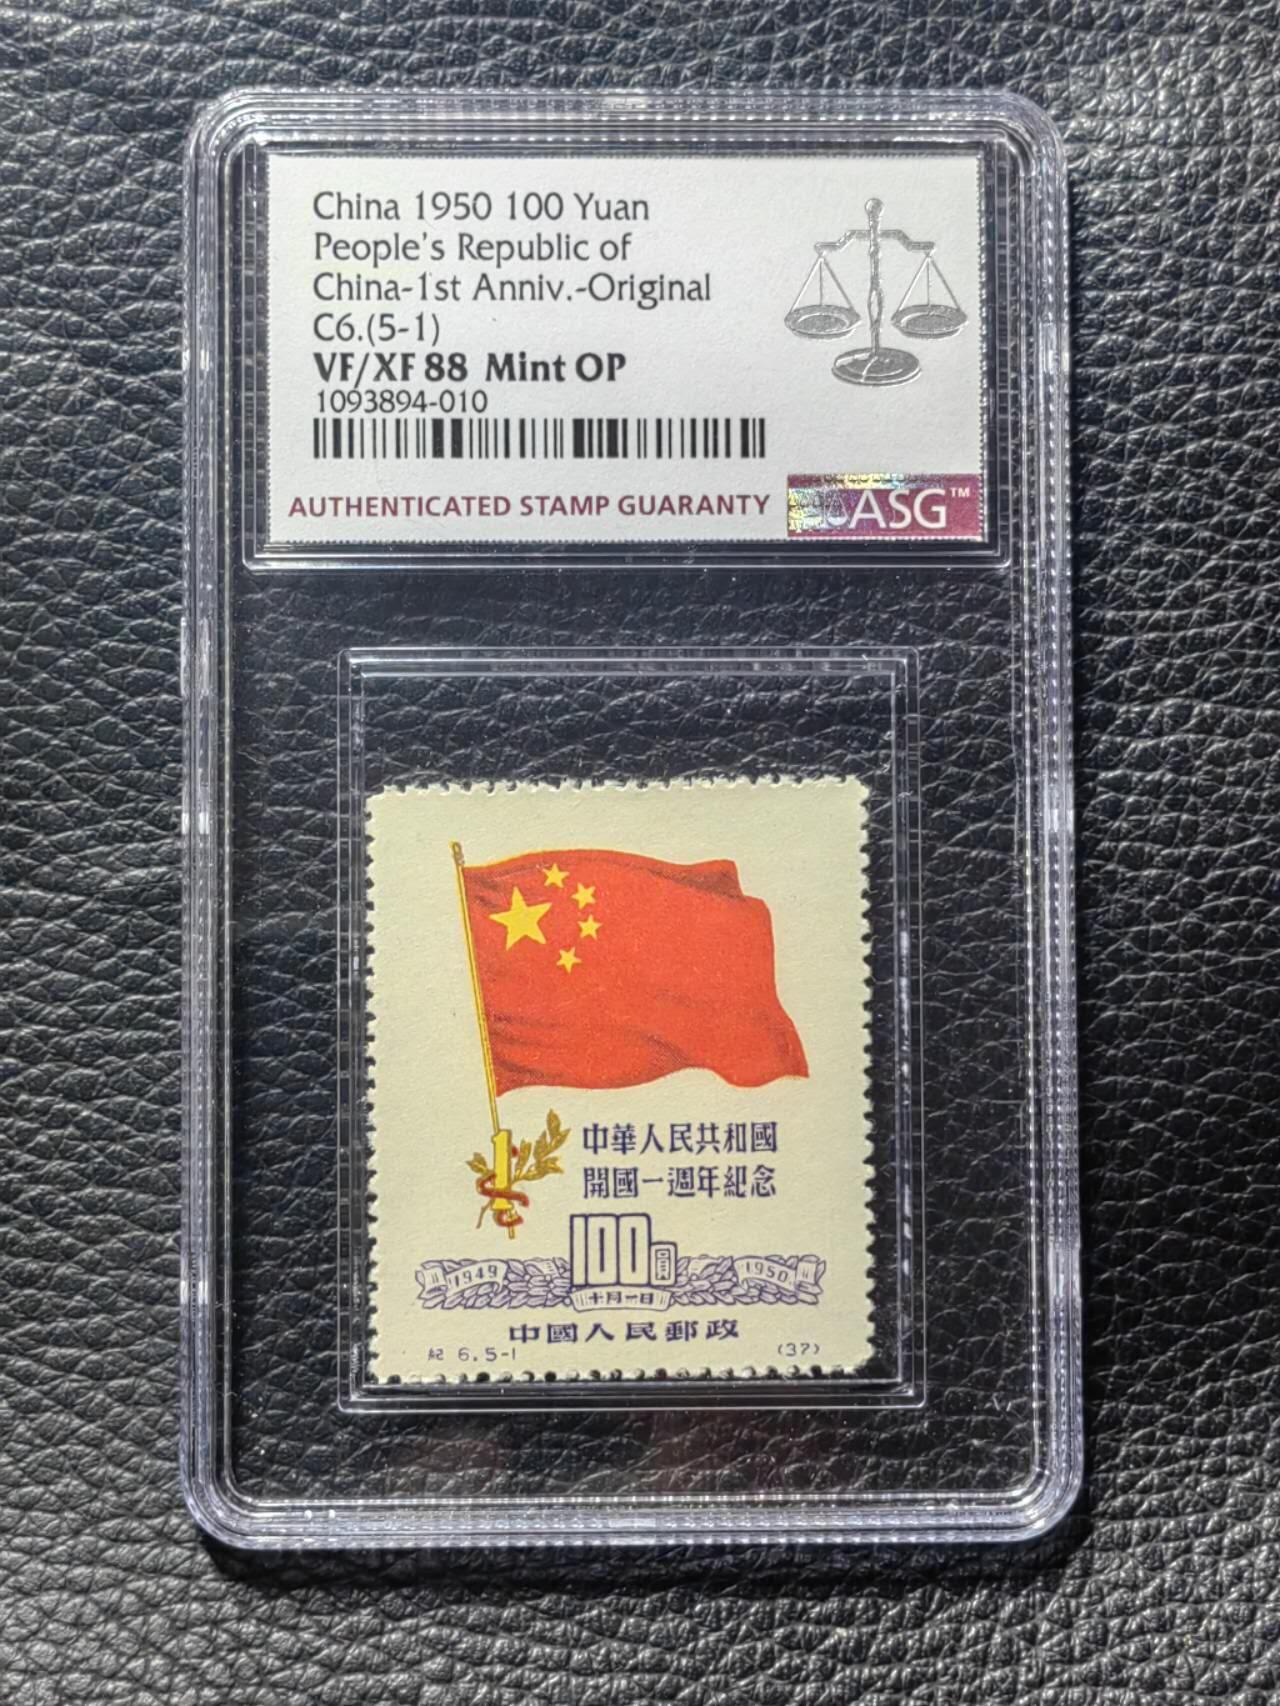 China 1950 100 Yuan
People's Republic of
China-1st Anniv.-Original
C6.(5-1)
VF/XF 88 Mint OP
1093894-010
AUTHENTICATED STAMP GUARANTY
ASG™
中華人民共和國
開國一週年紀念
100圓
1949
1950
十月一日
中國人民郵政
紀 6.5-1
(37)